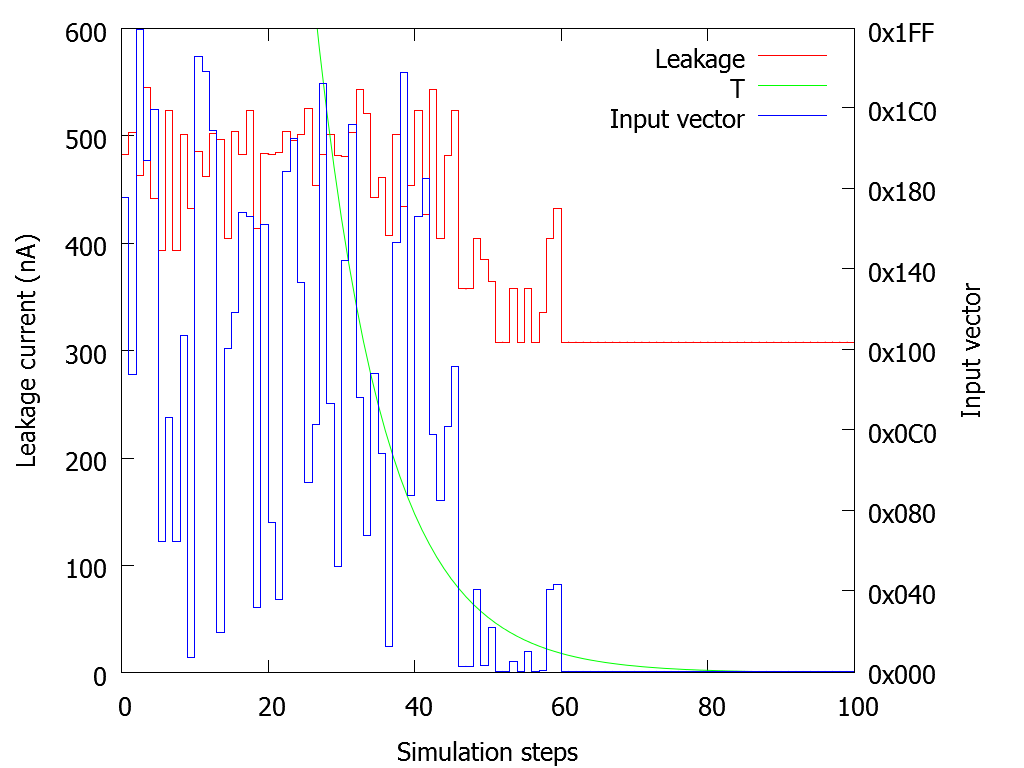 600
500
400
300
200
100
0
Leakage current (nA)
Leakage
T
Input vector
0x1FF
0x1C0
0x180
0x140
0x100
0x0C0
0x080
0x040
0x000
Input vector
0 20 40 60 80 100
Simulation steps